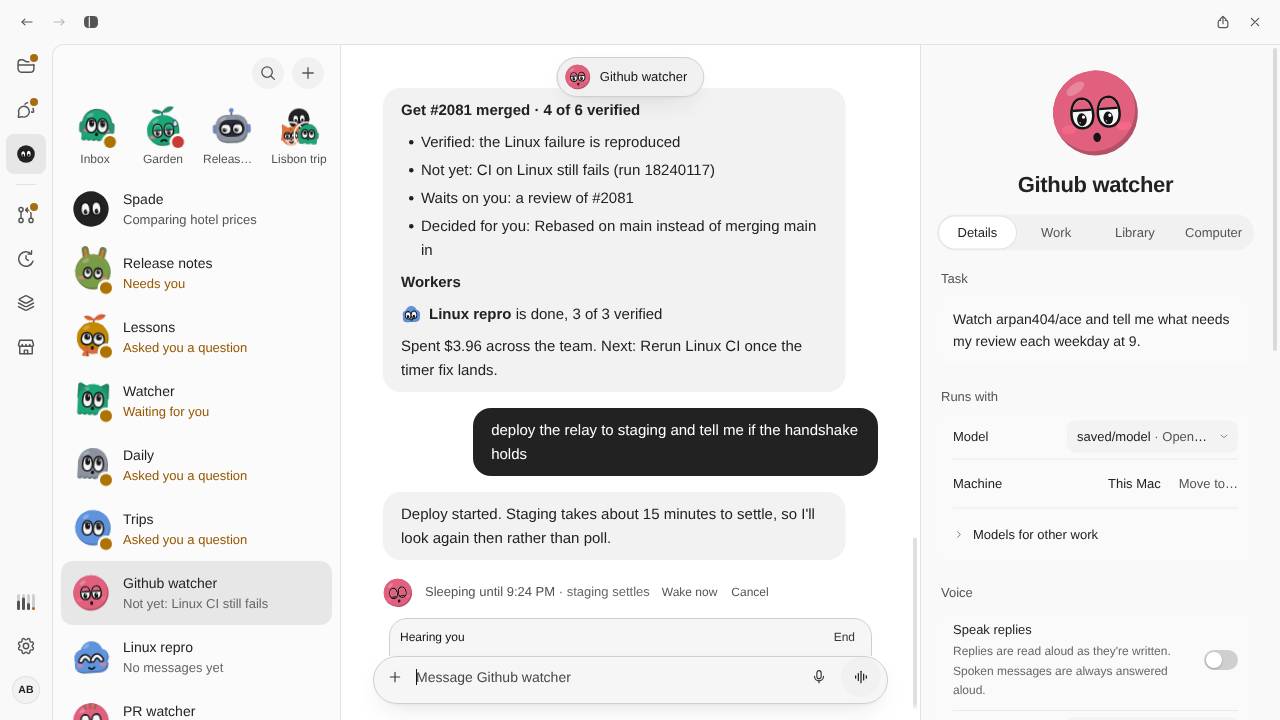 Inbox
Garden
Releas…
Lisbon trip
Spade
Comparing hotel prices
Release notes
Needs you
Lessons
Asked you a question
Watcher
Waiting for you
Daily
Asked you a question
Trips
Asked you a question
Github watcher
Not yet: Linux CI still fails
Linux repro
No messages yet
PR watcher
AB
Github watcher
Get #2081 merged · 4 of 6 verified
• Verified: the Linux failure is reproduced
• Not yet: CI on Linux still fails (run 18240117)
• Waits on you: a review of #2081
• Decided for you: Rebased on main instead of merging main
in
Workers
Linux repro is done, 3 of 3 verified
Spent $3.96 across the team. Next: Rerun Linux CI once the
timer fix lands.
deploy the relay to staging and tell me if the handshake
holds
Deploy started. Staging takes about 15 minutes to settle, so I'll
look again then rather than poll.
Sleeping until 9:24 PM · staging settles Wake now Cancel
Hearing you End
Message Github watcher
Github watcher
Details Work Library Computer
Task
Watch arpan404/ace and tell me what needs
my review each weekday at 9.
Runs with
Model saved/model · Open…
Machine This Mac Move to…
Models for other work
Voice
Speak replies
Replies are read aloud as they're written.
Spoken messages are always answered
aloud.